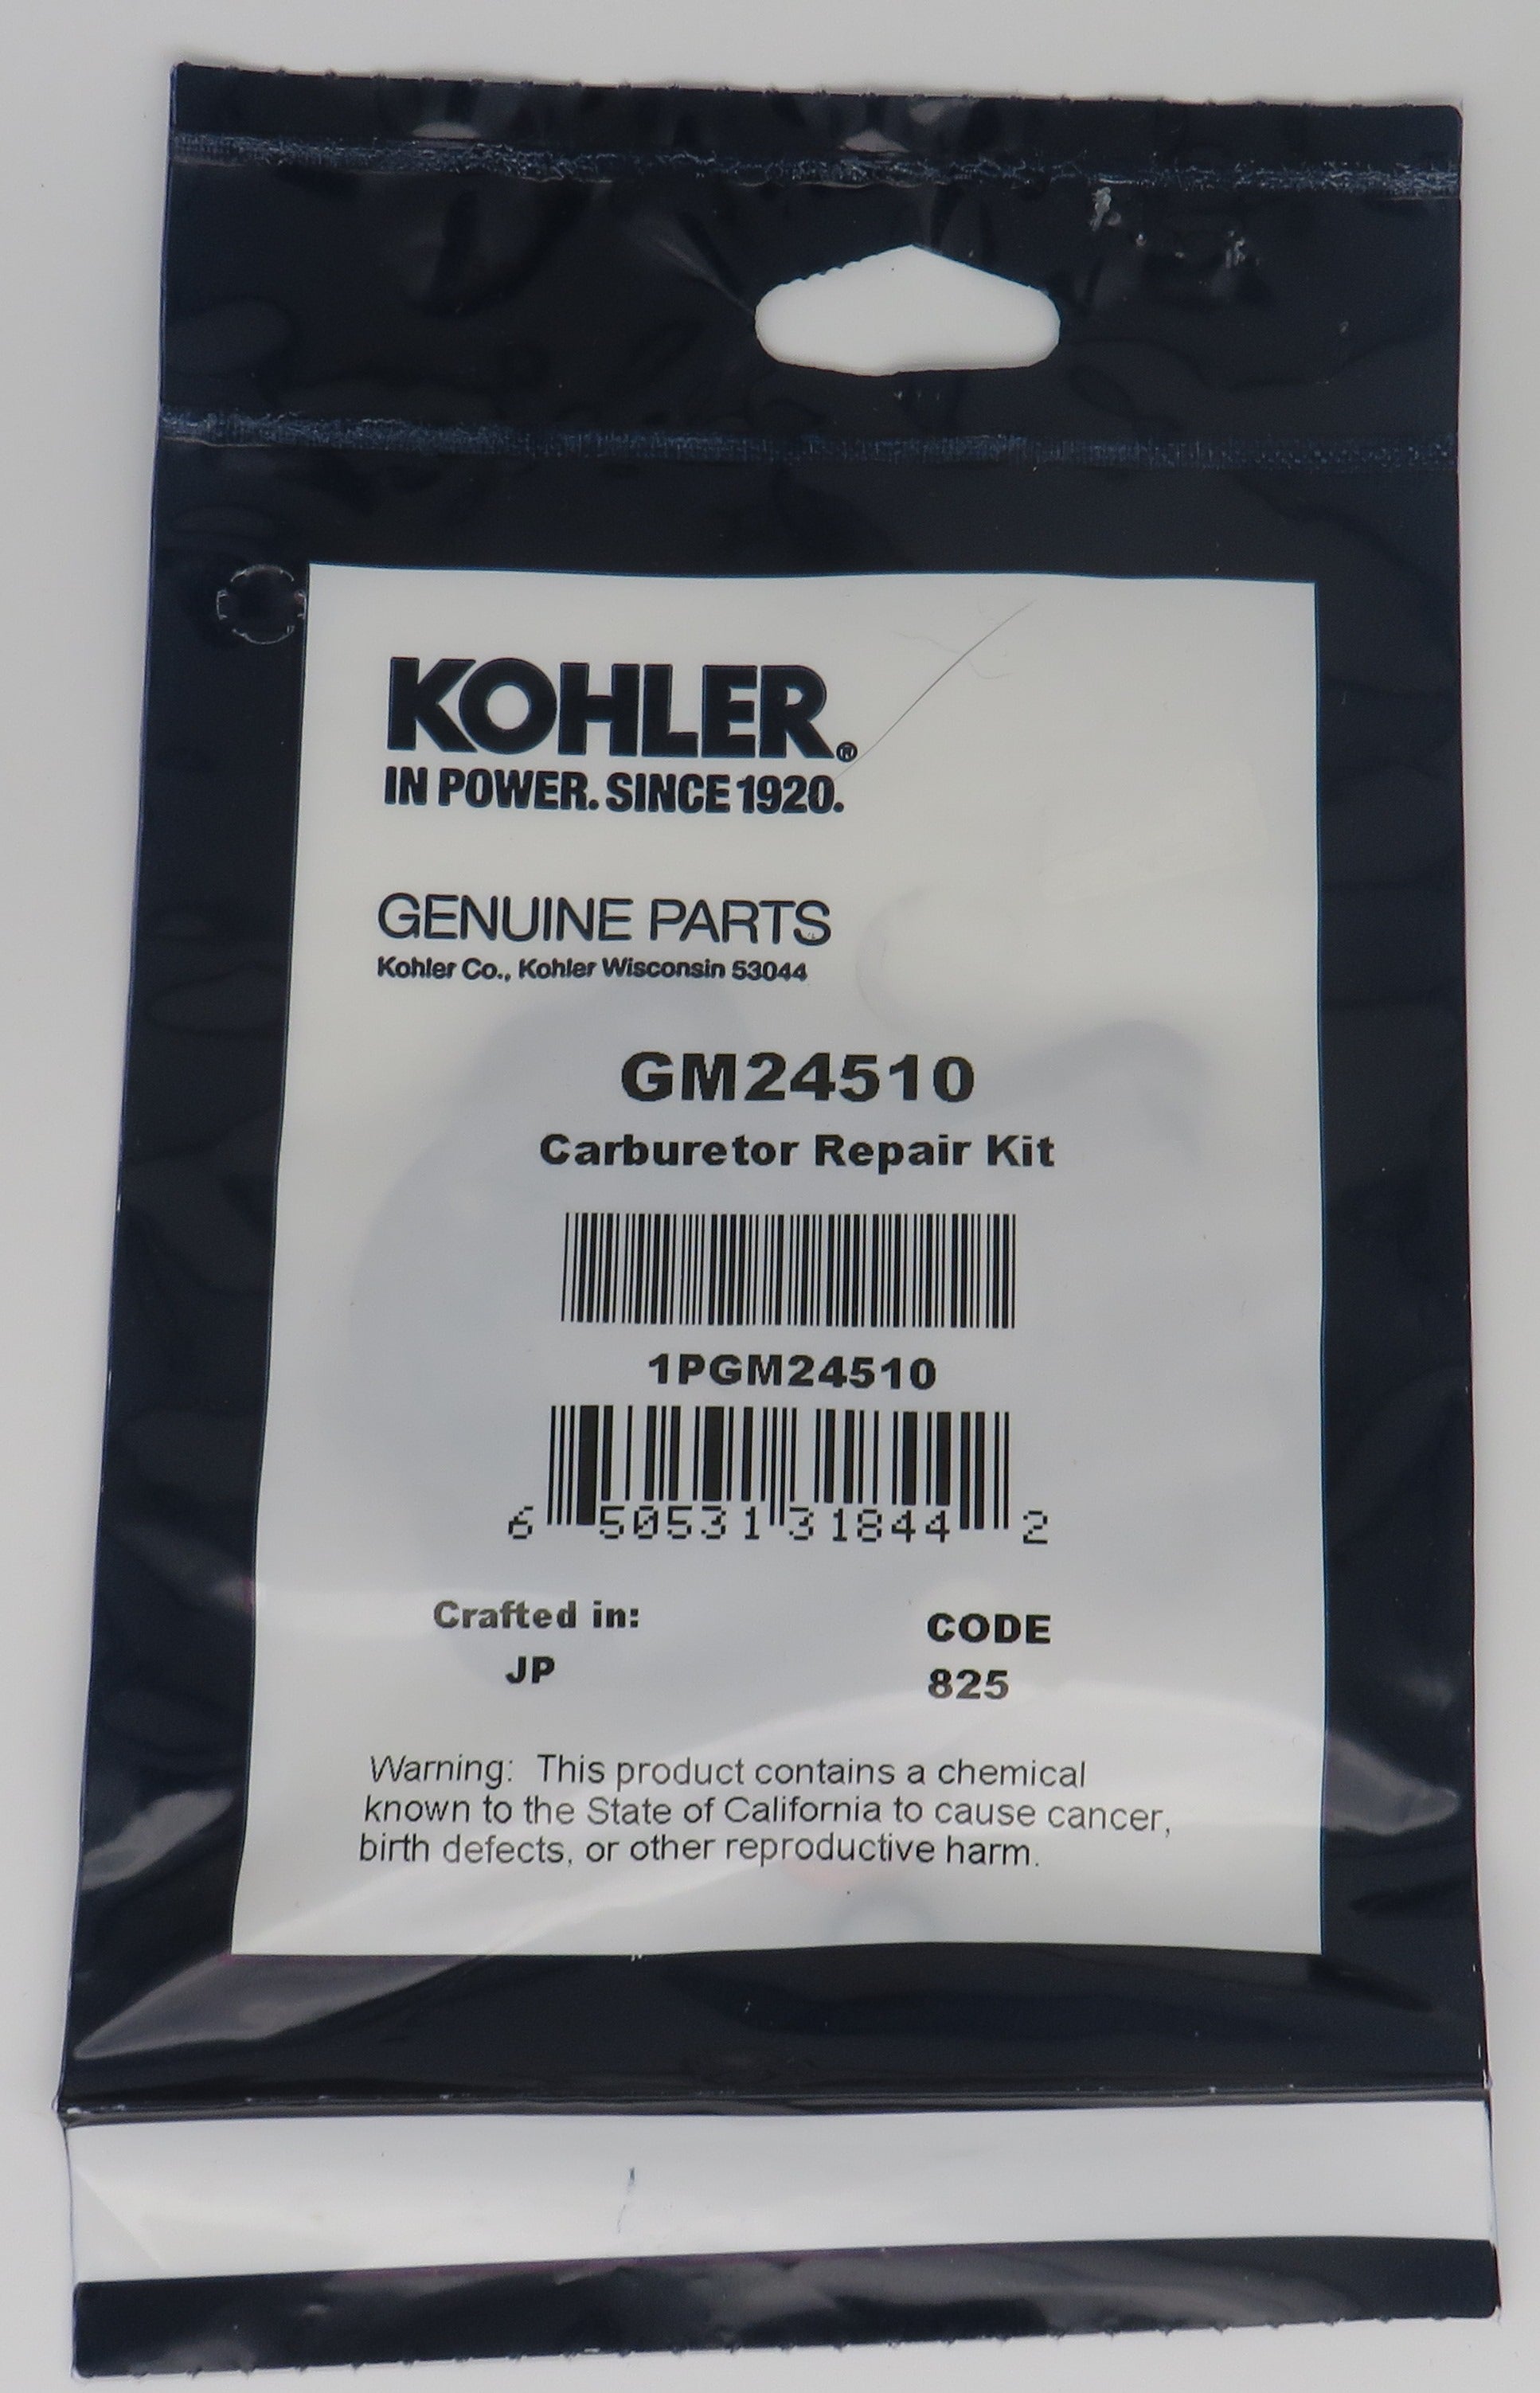 KOHLER®
IN POWER. SINCE 1920.
GENUINE PARTS
Kohler Co., Kohler Wisconsin 53044
GM24510
Carburetor Repair Kit
1PGM24510
6 50531 31844 2
Crafted in:
JP
CODE
825
Warning: This product contains a chemical
known to the State of California to cause cancer,
birth defects, or other reproductive harm.